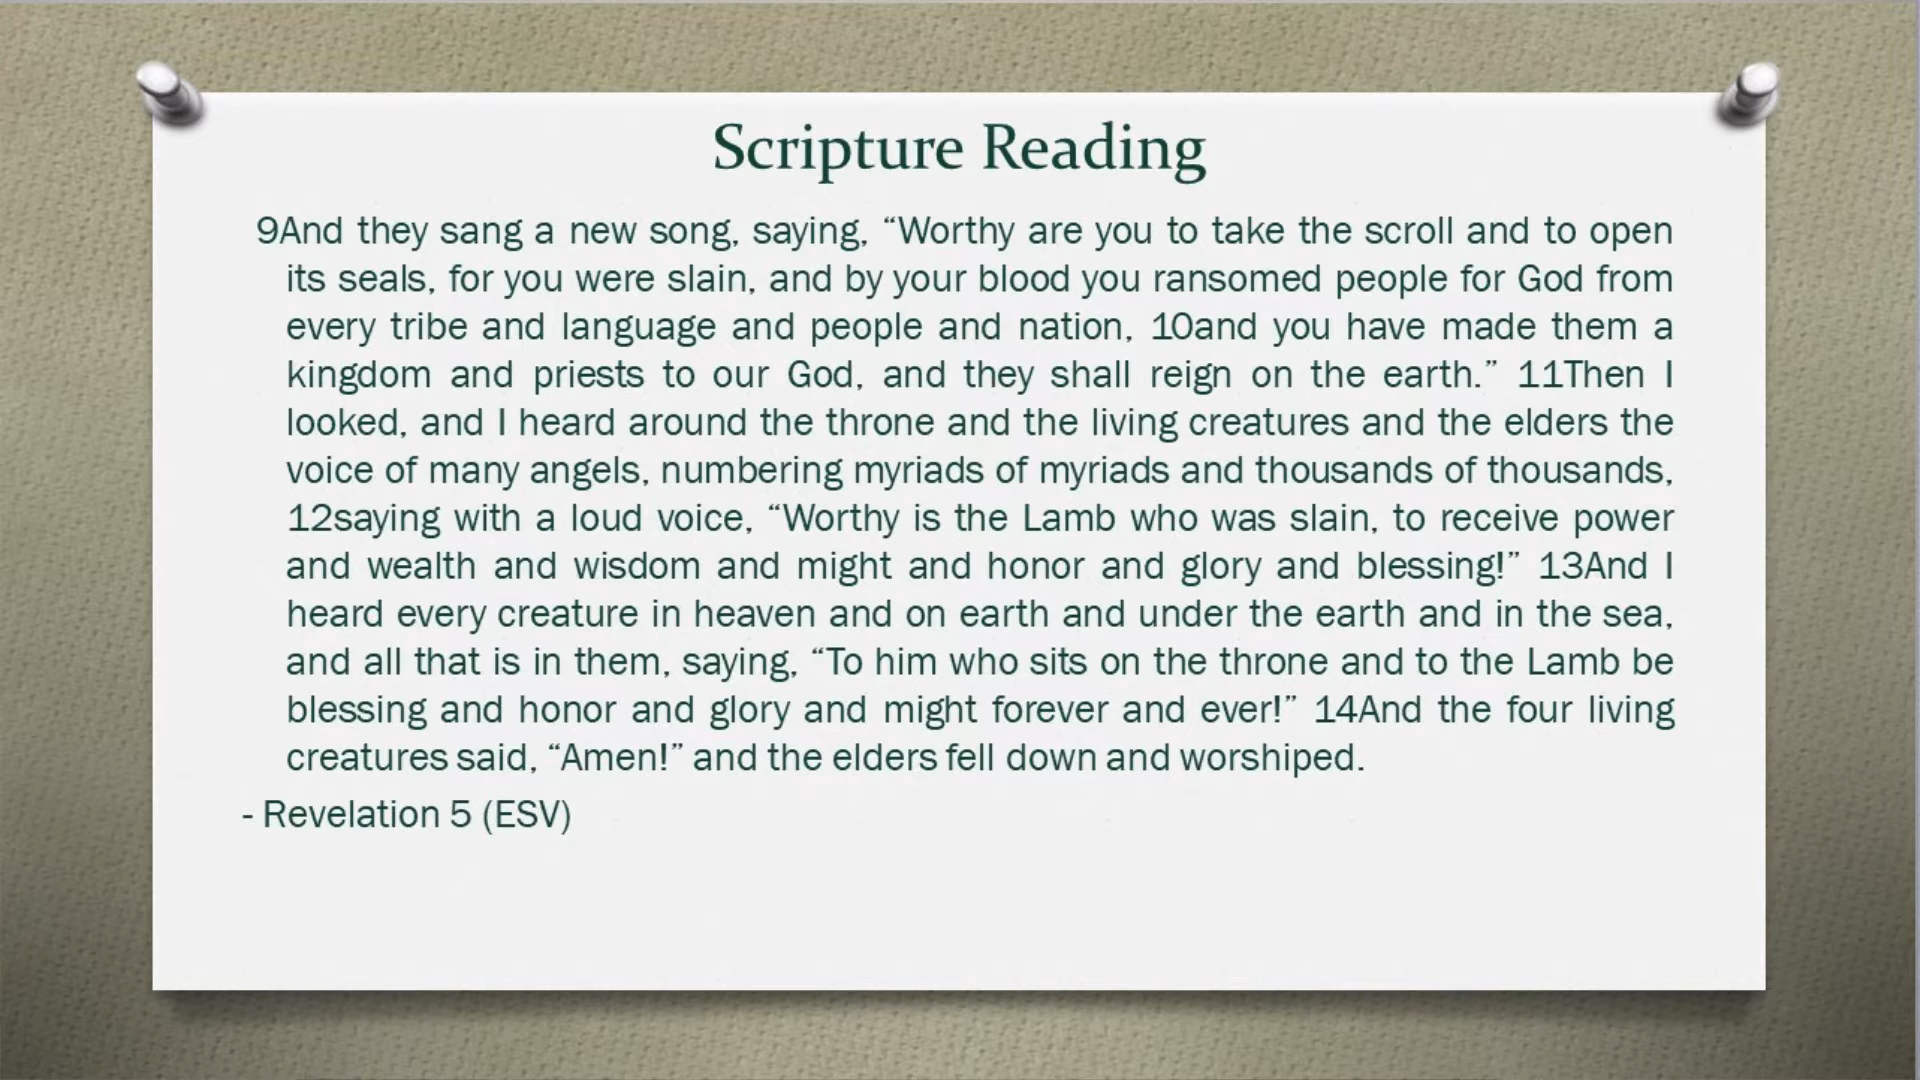 Scripture Reading
9And they sang a new song, saying, “Worthy are you to take the scroll and to open
its seals, for you were slain, and by your blood you ransomed people for God from
every tribe and language and people and nation, 10and you have made them a
kingdom and priests to our God, and they shall reign on the earth.” 11Then I
looked, and I heard around the throne and the living creatures and the elders the
voice of many angels, numbering myriads of myriads and thousands of thousands,
12saying with a loud voice, “Worthy is the Lamb who was slain, to receive power
and wealth and wisdom and might and honor and glory and blessing!” 13And I
heard every creature in heaven and on earth and under the earth and in the sea,
and all that is in them, saying, “To him who sits on the throne and to the Lamb be
blessing and honor and glory and might forever and ever!” 14And the four living
creatures said, “Amen!” and the elders fell down and worshiped.
- Revelation 5 (ESV)